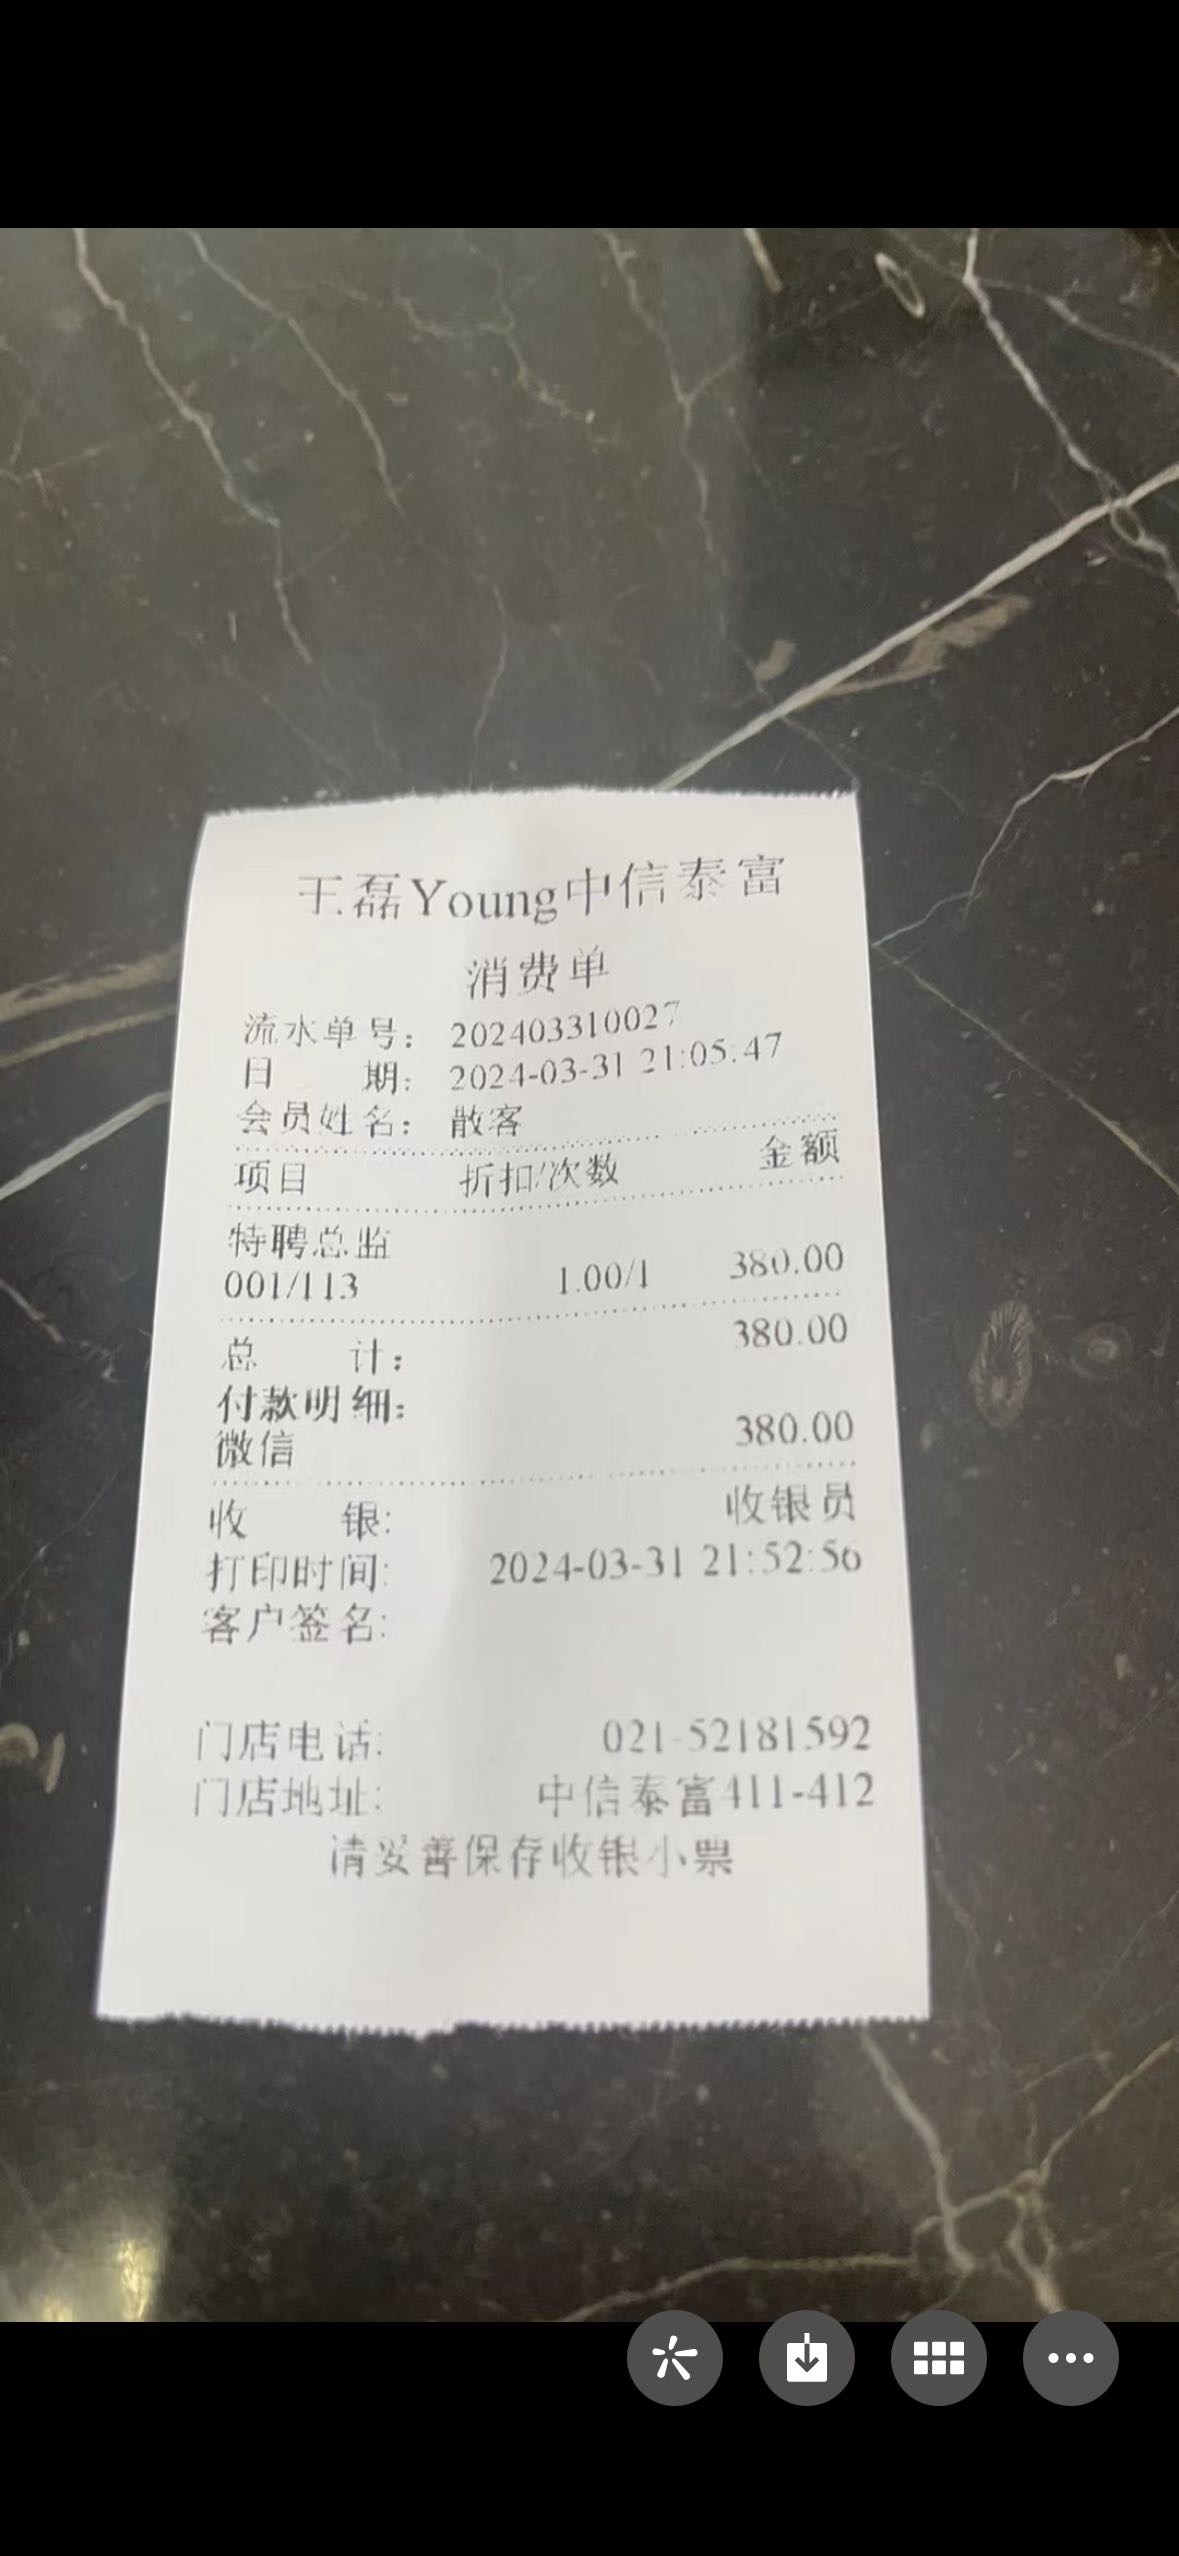 王磊Young中信泰富
消费单
流水单号： 202403310027
日 期： 2024-03-31 21:05:47
会员姓名： 散客
项目 折扣/次数 金额
特聘总监
001/113 1.00/1 380.00
总 计： 380.00
付款明细：
微信 380.00
收 银: 收银员
打印时间: 2024-03-31 21:52:56
客户签名:
门店电话: 021-52181592
门店地址: 中信泰富411-412
请妥善保存收银小票